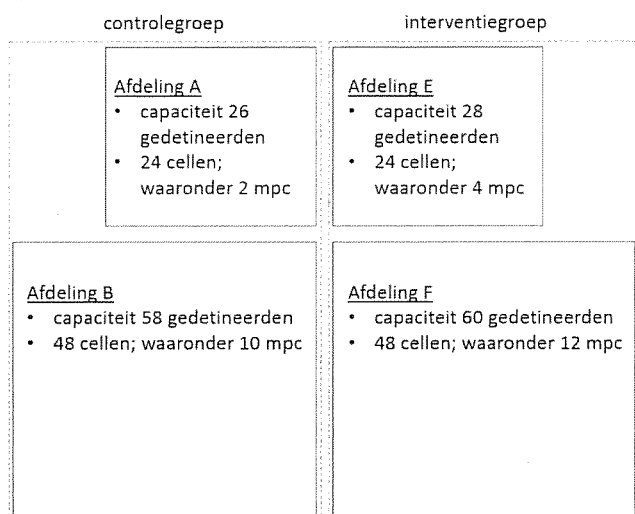 controlegroep
interventiegroep
Afdeling A
• capaciteit 26
gedetineerden
• 24 cellen;
waaronder 2 mpc
Afdeling E
• capaciteit 28
gedetineerden
• 24 cellen;
waaronder 4 mpc
Afdeling B
• capaciteit 58 gedetineerden
• 48 cellen; waaronder 10 mpc
Afdeling F
• capaciteit 60 gedetineerden
• 48 cellen; waaronder 12 mpc